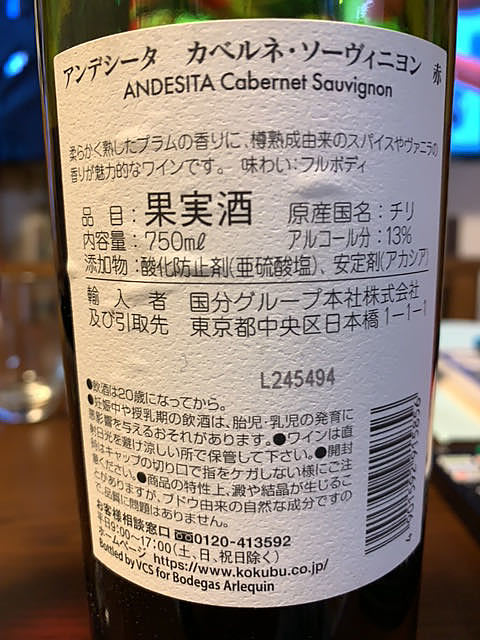 アンデシータ　カベルネ・ソーヴィニヨン　赤
ANDESITA Cabernet Sauvignon
柔らかく熟したプラムの香りに、樽熟成由来のスパイスやヴァニラの
香りが魅力的なワインです。 味わい：フルボディ
品目：果実酒　原産国名：チリ
内容量：750mℓ　アルコール分：13%
添加物：酸化防止剤(亜硫酸塩)、安定剤(アカシア)
輸入者　国分グループ本社株式会社
及び引取先　東京都中央区日本橋1-1-1
L245494
●飲酒は20歳になってから。
●妊娠中や授乳期の飲酒は、胎児・乳児の発育に
悪影響を与えるおそれがあります。●ワインは直
射日光を避け涼しい所で保管して下さい。●開封
時はキャップの切り口で指をケガしない様にご注
意ください。●商品の特性上、澱や結晶が生じるこ
とがありますが、ブドウ由来の自然な成分ですの
で、品質に問題はありません。
お客様相談窓口 0120-413592
平日9:00~17:00(土、日、祝日除く)
ホームページ https://www.kokubu.co.jp/
Bottled by VCS for Bodegas Arlequin